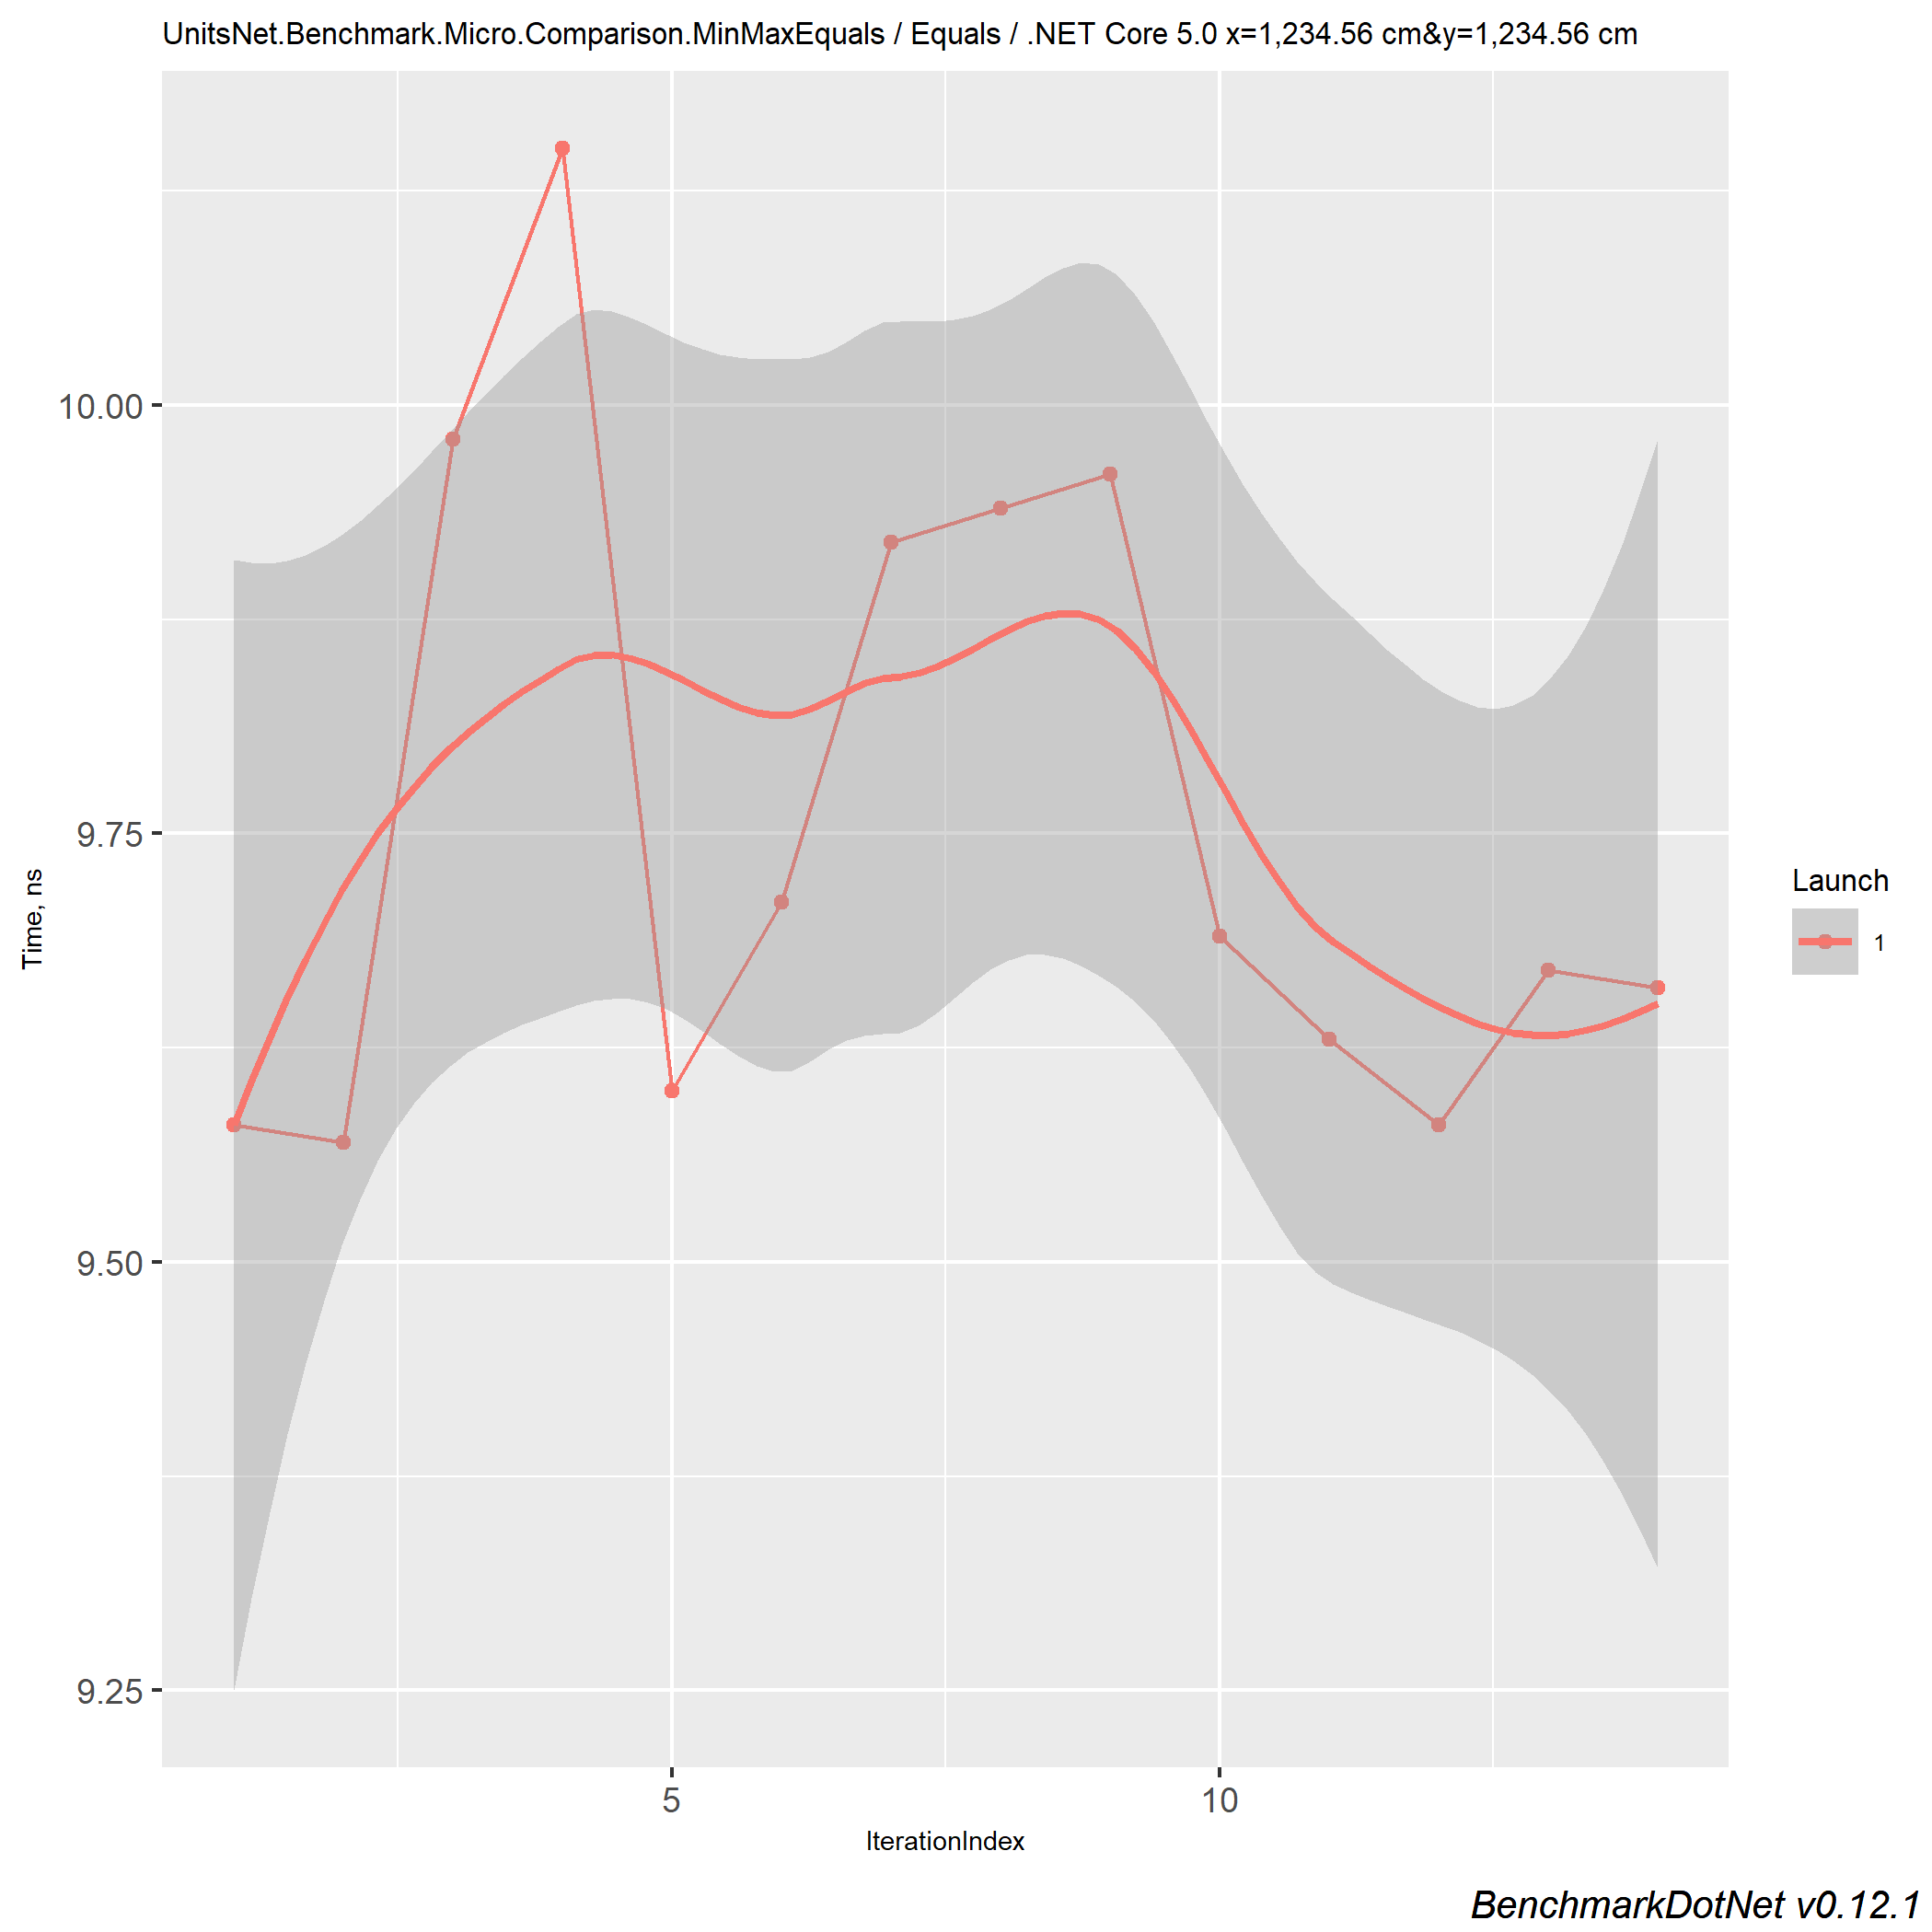 UnitsNet.Benchmark.Micro.Comparison.MinMaxEquals / Equals / .NET Core 5.0 x=1,234.56 cm&y=1,234.56 cm
10.00
9.75
9.50
9.25
Time, ns
5 10
IterationIndex
Launch
1
BenchmarkDotNet v0.12.1